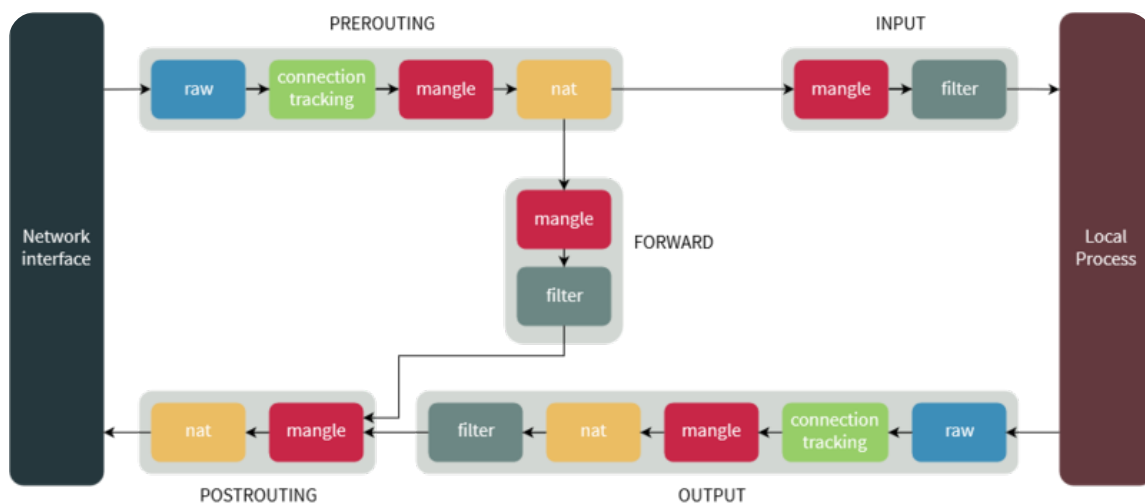 PREROUTING
INPUT
raw
connection
tracking
mangle
nat
mangle
filter
Network
interface
mangle
filter
FORWARD
Local
Process
nat
mangle
filter
nat
mangle
connection
tracking
raw
POSTROUTING
OUTPUT